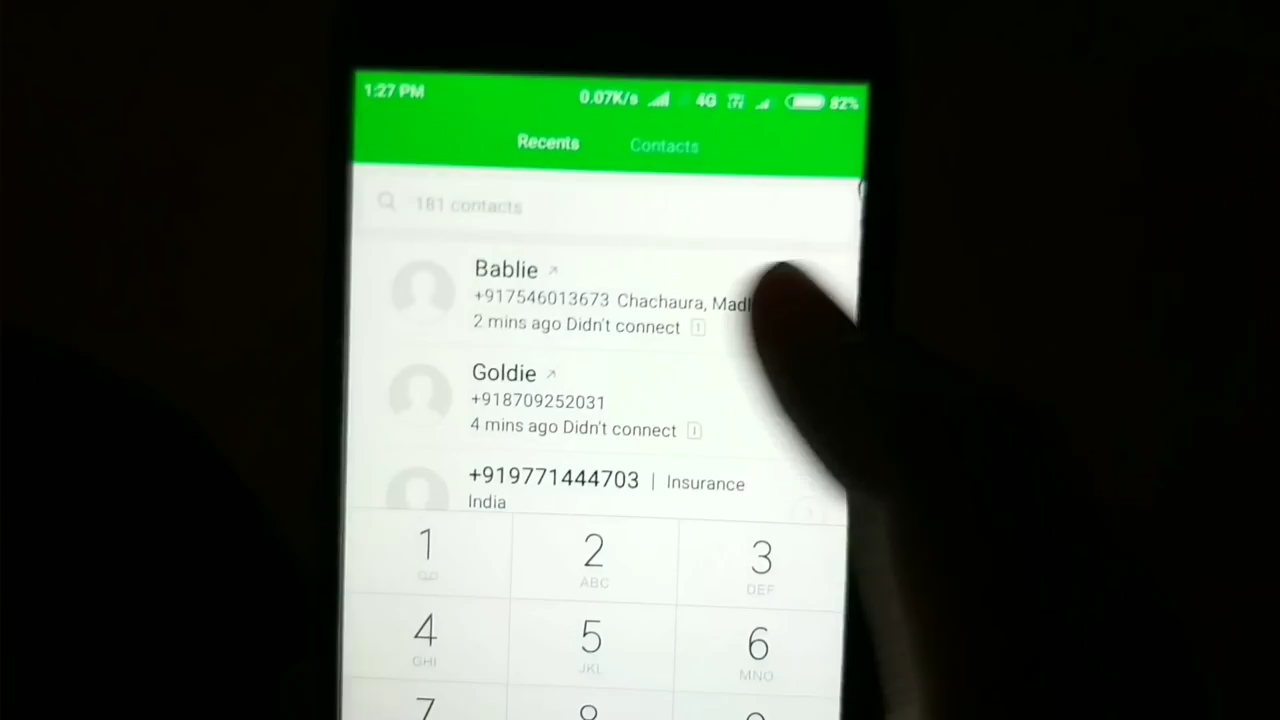 1:27 PM 0.07K/s 4G 82%
Recents Contacts
181 contacts
Bablie
+917546013673 Chachaura,
2 mins ago Didn't connect 1
Goldie
+918709252031
4 mins ago Didn't connect 1
+919771444703 | Insurance
India
1 2 3
ABC DEF
4 5 6
GHI JKL MNO
7